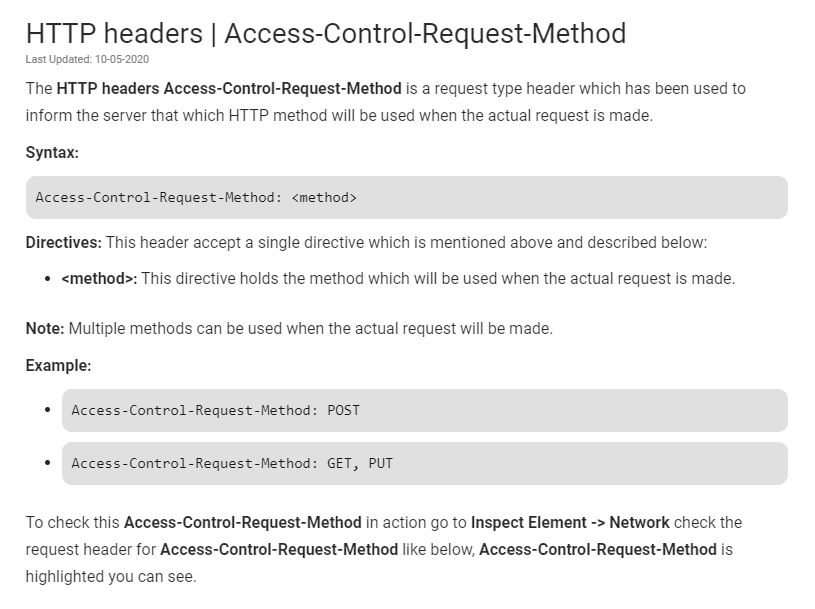 HTTP headers | Access-Control-Request-Method
Last Updated: 10-05-2020
The HTTP headers Access-Control-Request-Method is a request type header which has been used to
inform the server that which HTTP method will be used when the actual request is made.
Syntax:
Access-Control-Request-Method: <method>
Directives: This header accept a single directive which is mentioned above and described below:
• <method>: This directive holds the method which will be used when the actual request is made.
Note: Multiple methods can be used when the actual request will be made.
Example:
• Access-Control-Request-Method: POST
• Access-Control-Request-Method: GET, PUT
To check this Access-Control-Request-Method in action go to Inspect Element -> Network check the
request header for Access-Control-Request-Method like below, Access-Control-Request-Method is
highlighted you can see.